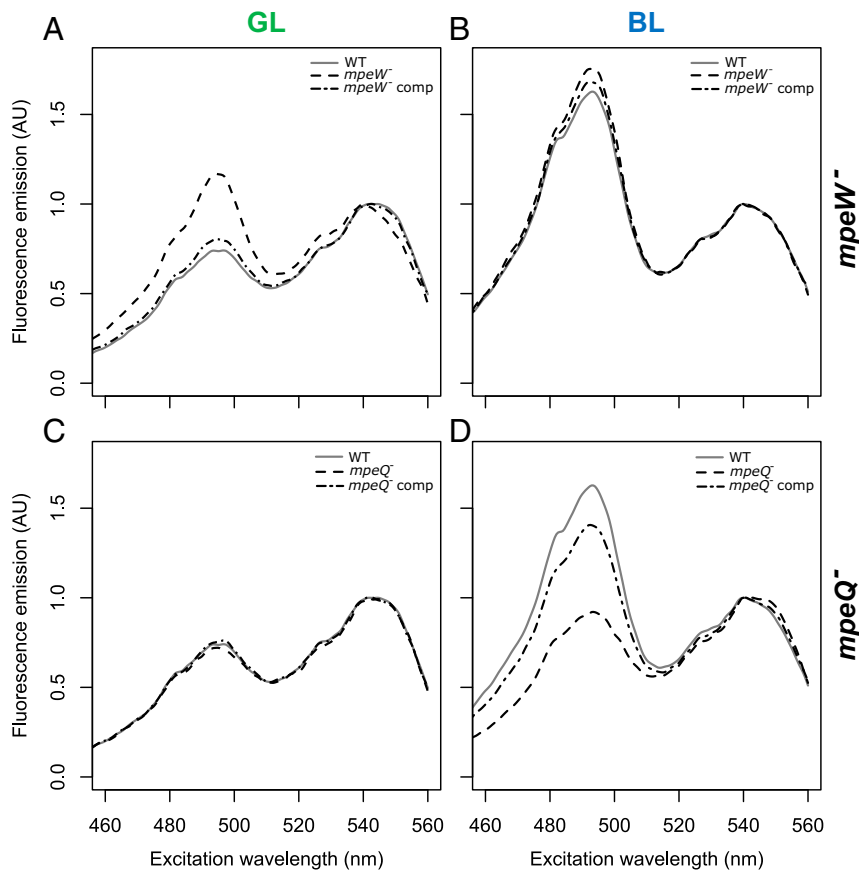 GL
BL
A
B
WT
mpeW-
mpeW- comp
WT
mpeW-
mpeW- comp
Fluorescence emission (AU)
0.0
0.5
1.0
1.5
mpeW-
C
D
WT
mpeQ-
mpeQ- comp
WT
mpeQ-
mpeQ- comp
Fluorescence emission (AU)
0.0
0.5
1.0
1.5
mpeQ-
460 480 500 520 540 560
460 480 500 520 540 560
Excitation wavelength (nm)
Excitation wavelength (nm)